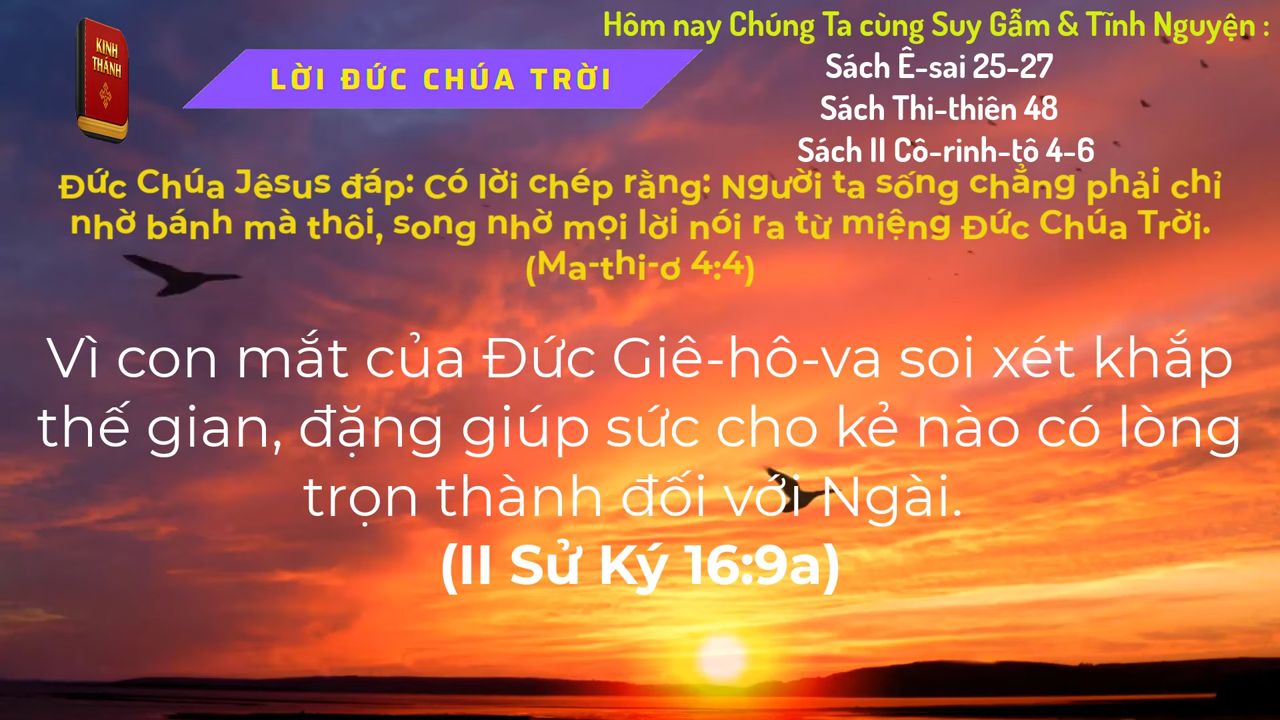 Hôm nay Chúng Ta cùng Suy Gẫm & Tĩnh Nguyện :
Sách Ê-sai 25-27
Sách Thi-thiên 48
Sách II Cô-rinh-tô 4-6
KINH
THÁNH
LỜI ĐỨC CHÚA TRỜI
Đức Chúa Jêsus đáp: Có lời chép rằng: Người ta sống chẳng phải chỉ
nhờ bánh mà thôi, song nhờ mọi lời nói ra từ miệng Đức Chúa Trời.
(Ma-thi-ơ 4:4)
Vì con mắt của Đức Giê-hô-va soi xét khắp
thế gian, đặng giúp sức cho kẻ nào có lòng
trọn thành đối với Ngài.
(II Sử Ký 16:9a)